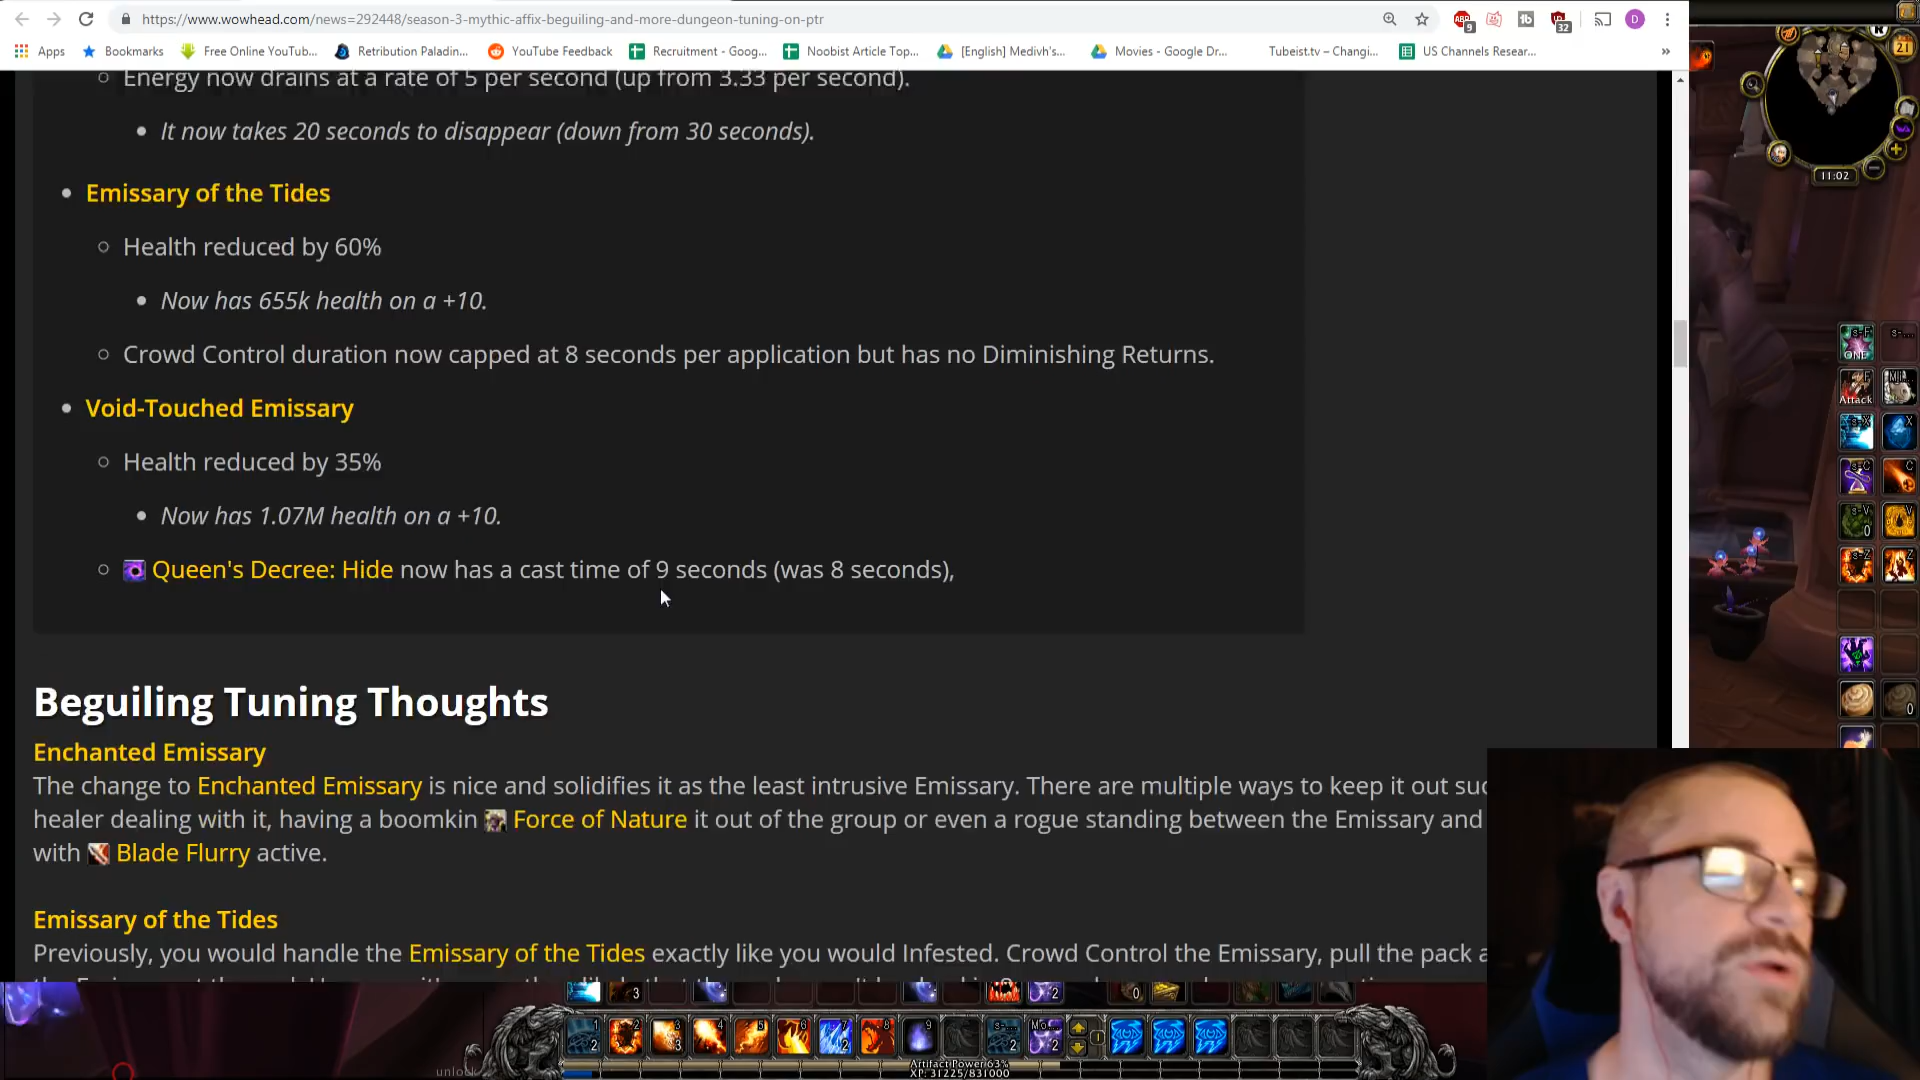 https://www.wowhead.com/news=292448/season-3-mythic-affix-beguiling-and-more-dungeon-tuning-on-ptr
Apps Bookmarks Free Online YouTub... Retribution Paladin... YouTube Feedback Recruitment - Goog... Noobist Article Top... [English] Medivh's... Movies - Google Dr... Tubeist.tv – Changi... US Channels Resear... »
Energy now drains at a rate of 5 per second (up from 3.33 per second).
It now takes 20 seconds to disappear (down from 30 seconds).
Emissary of the Tides
Health reduced by 60%
Now has 655k health on a +10.
Crowd Control duration now capped at 8 seconds per application but has no Diminishing Returns.
Void-Touched Emissary
Health reduced by 35%
Now has 1.07M health on a +10.
Queen's Decree: Hide now has a cast time of 9 seconds (was 8 seconds),
Beguiling Tuning Thoughts
Enchanted Emissary
The change to Enchanted Emissary is nice and solidifies it as the least intrusive Emissary. There are multiple ways to keep it out suc
healer dealing with it, having a boomkin Force of Nature it out of the group or even a rogue standing between the Emissary and
with Blade Flurry active.
Emissary of the Tides
Previously, you would handle the Emissary of the Tides exactly like you would Infested. Crowd Control the Emissary, pull the pack a
11:02
21
Attack
unlock
Artifact Power 63%
XP: 31225/831000